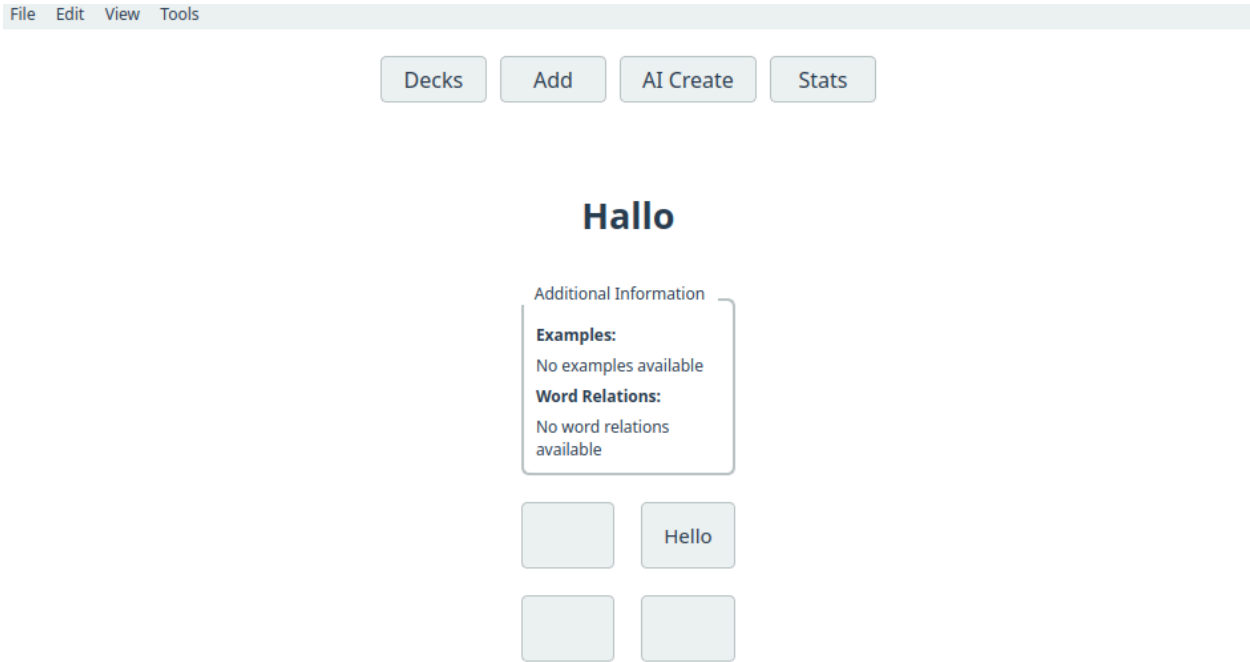 File Edit View Tools
Decks Add AI Create Stats
Hallo
Additional Information
Examples:
No examples available
Word Relations:
No word relations
available
Hello